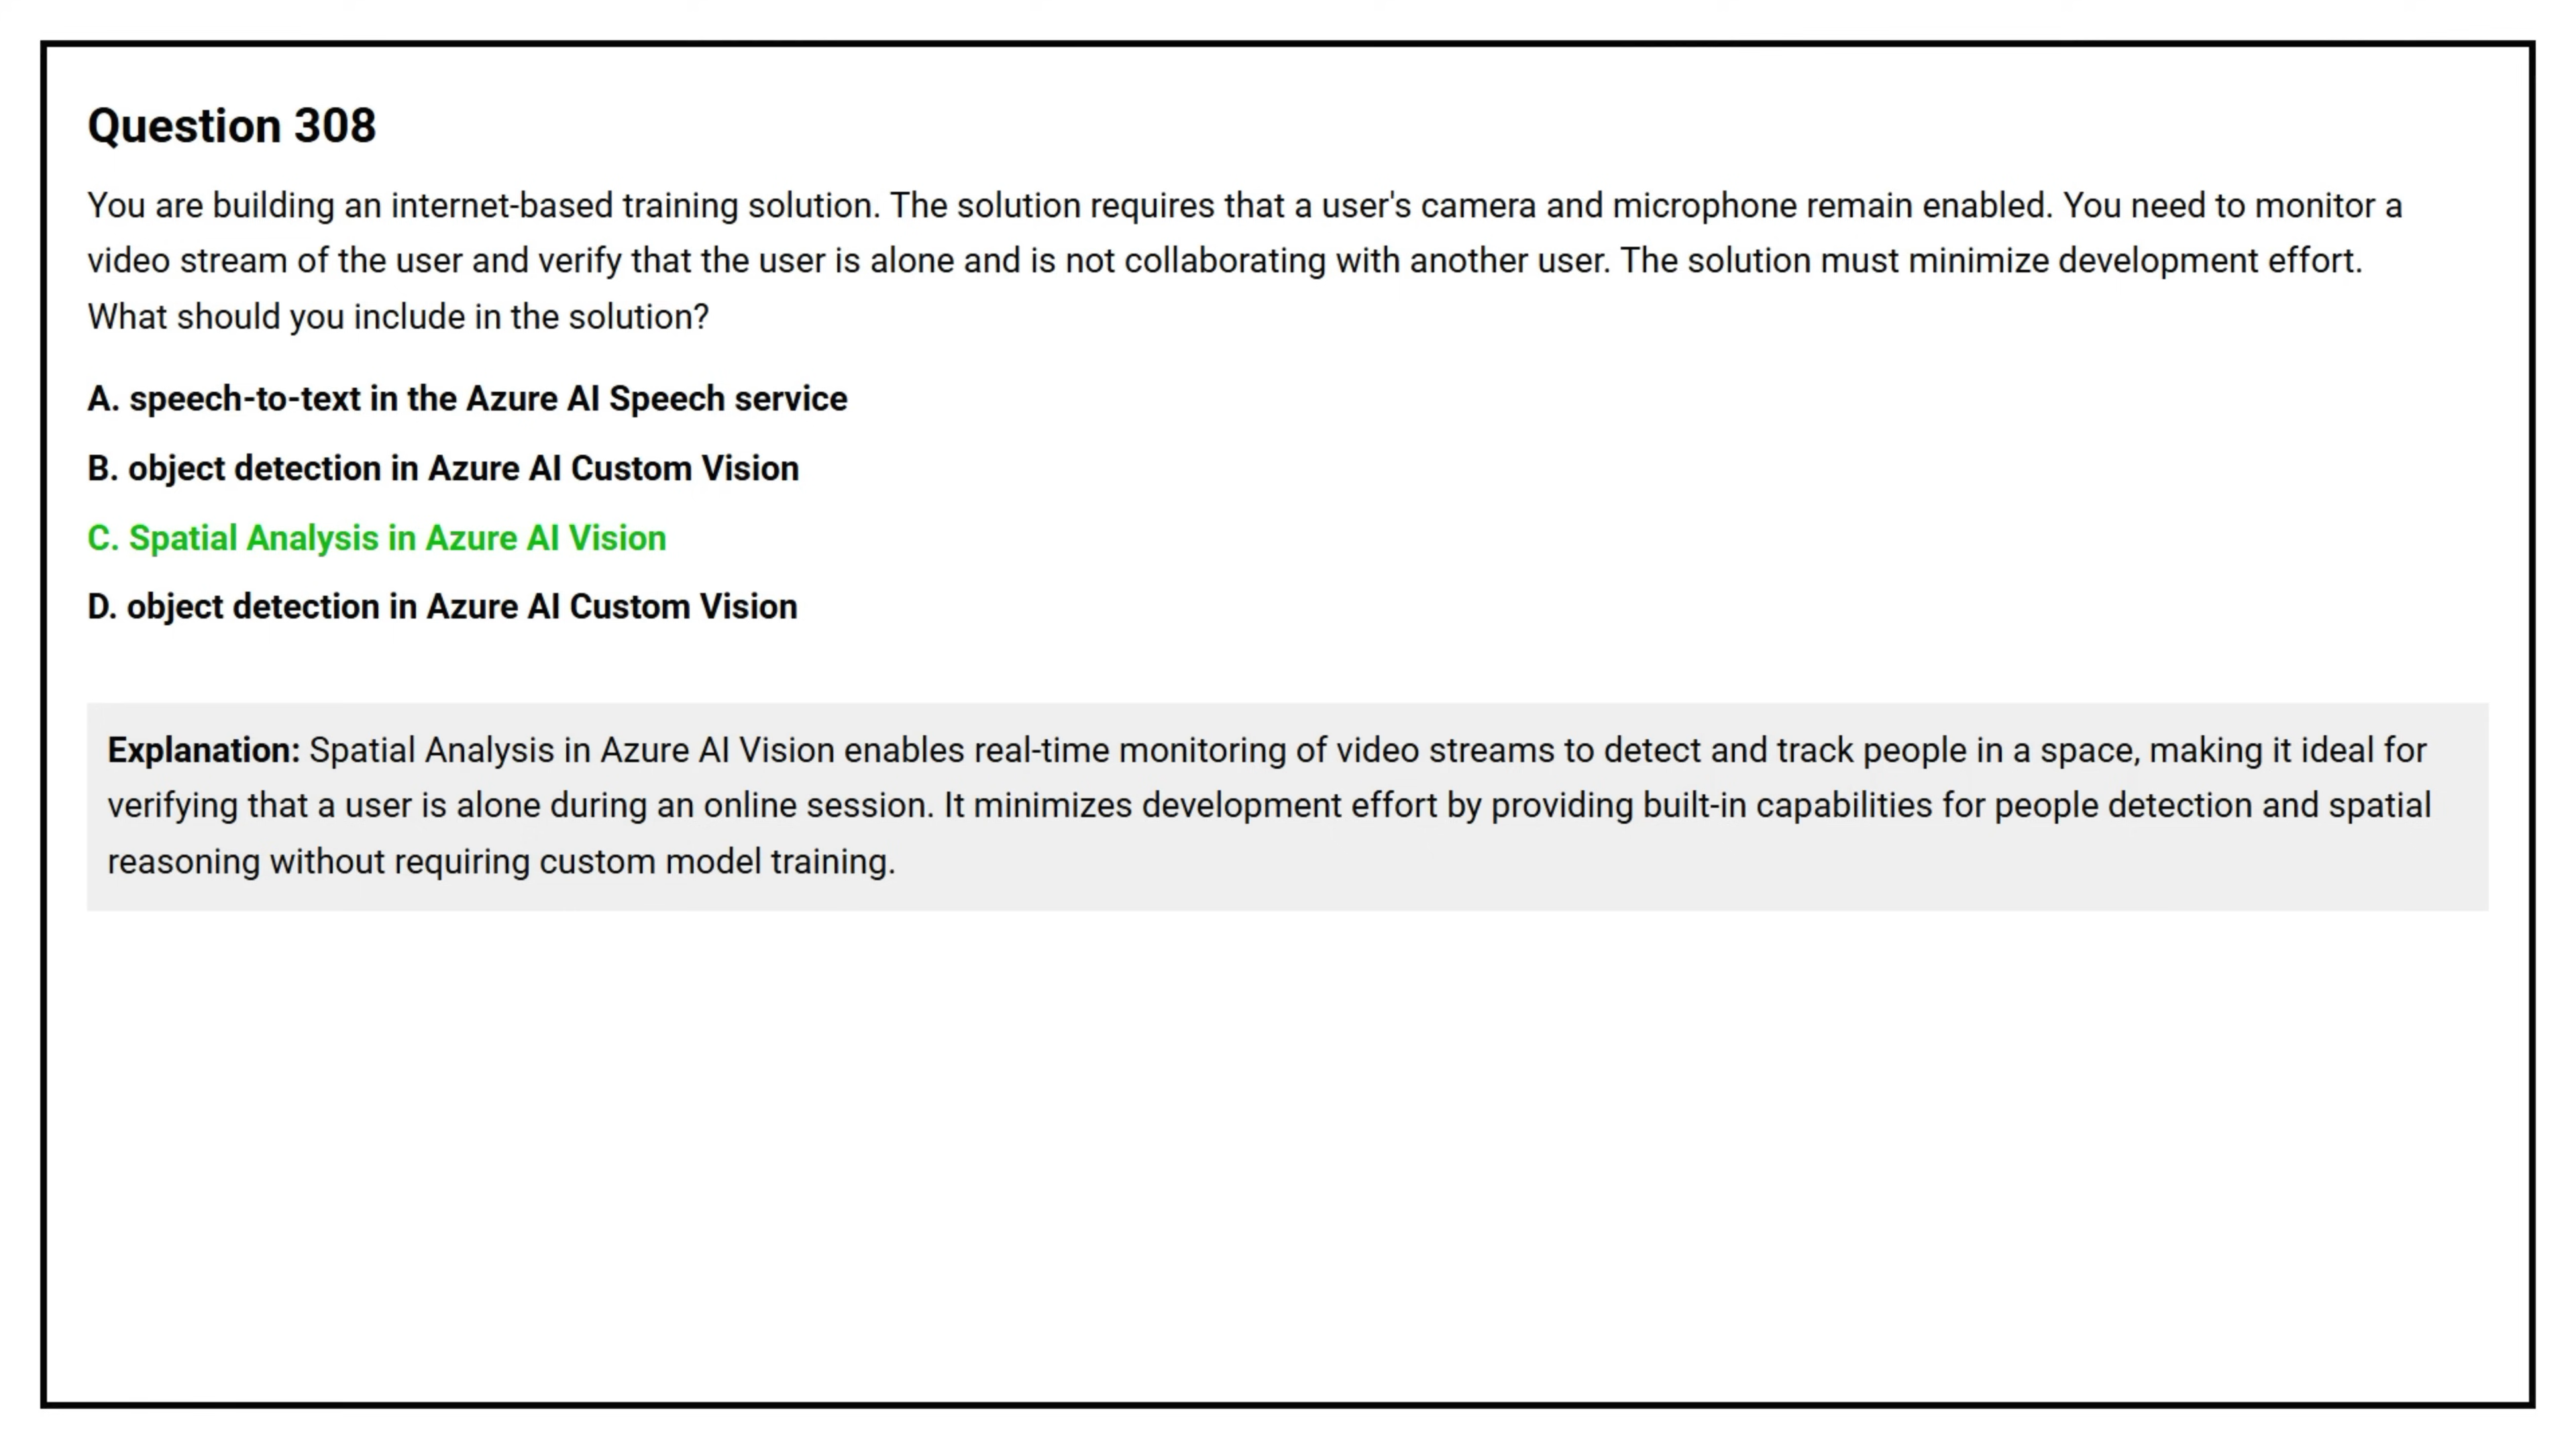 Question 308
You are building an internet-based training solution. The solution requires that a user's camera and microphone remain enabled. You need to monitor a
video stream of the user and verify that the user is alone and is not collaborating with another user. The solution must minimize development effort.
What should you include in the solution?
A. speech-to-text in the Azure AI Speech service
B. object detection in Azure AI Custom Vision
C. Spatial Analysis in Azure AI Vision
D. object detection in Azure AI Custom Vision
Explanation: Spatial Analysis in Azure AI Vision enables real-time monitoring of video streams to detect and track people in a space, making it ideal for
verifying that a user is alone during an online session. It minimizes development effort by providing built-in capabilities for people detection and spatial
reasoning without requiring custom model training.